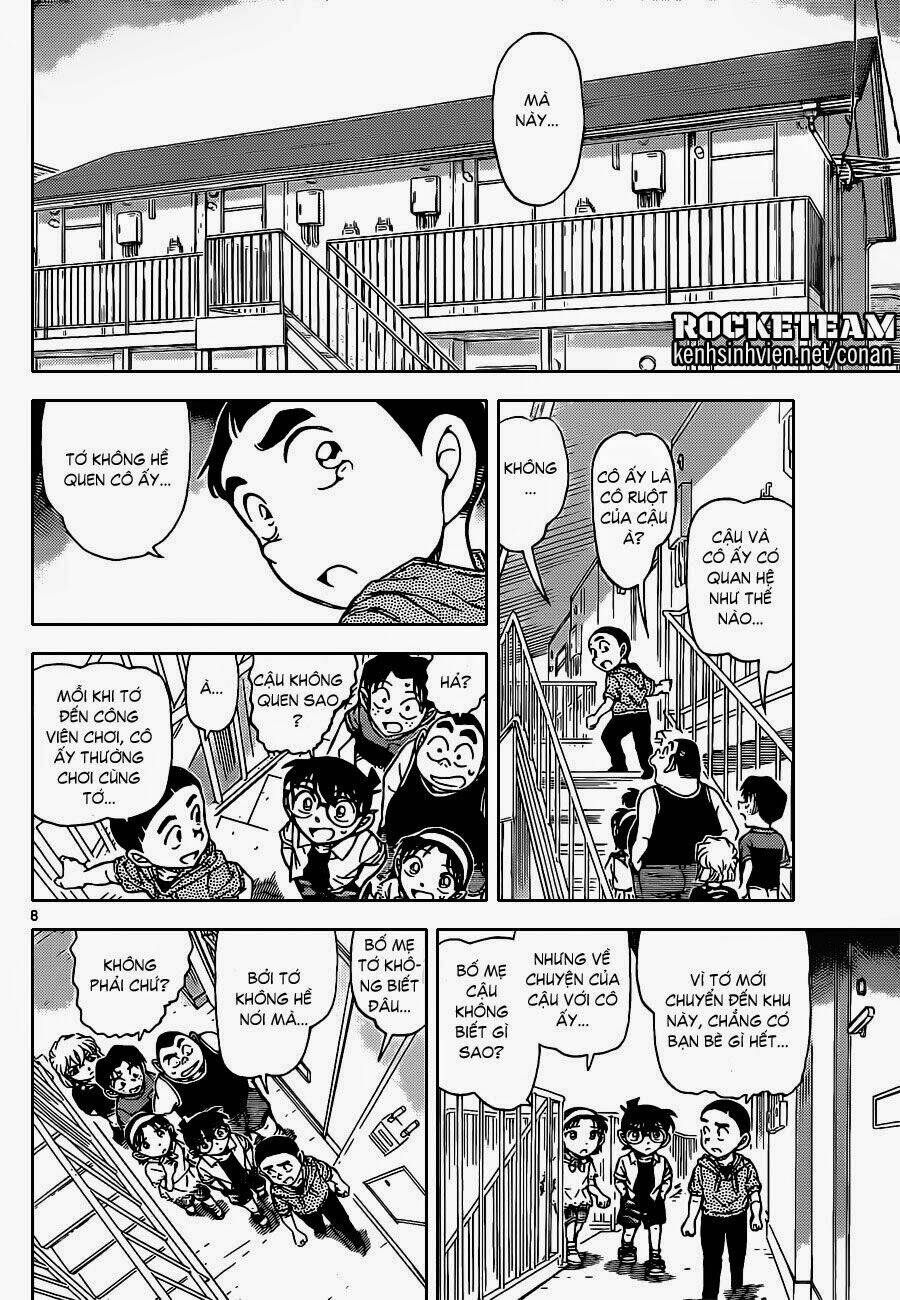 MÀ
NÀY...
ROCKETEAM
kenhsinhvien.net/conan
CẬU VÀ
CÔ ẤY CÓ
QUAN HỆ
NHƯ THẾ
NÀO...
CÔ ẤY LÀ
CÔ RUỘT
CỦA CẬU
À?
KHÔNG
...
TỚ KHÔNG HỀ
QUEN CÔ ẤY...
HẢ?
CẬU KHÔNG
QUEN SAO
?
À...
MỖI KHI TỚ
ĐẾN CÔNG
VIÊN CHƠI, CÔ
ẤY THƯỜNG
CHƠI CÙNG
TỚ...
8
VÌ TỚ MỚI
CHUYỂN ĐẾN KHU
NÀY, CHẲNG CÓ
BẠN BÈ GÌ HẾT...
NHƯNG VỀ
CHUYỆN CỦA
CẬU VỚI CÔ
ẤY...
BỐ MẸ
CẬU
KHÔNG
BIẾT GÌ
SAO?
BỐ MẸ
TỚ KHÔ-
NG BIẾT
ĐÂU...
BỞI TỚ
KHÔNG HỀ
NÓI MÀ...
KHÔNG
PHẢI CHỨ?